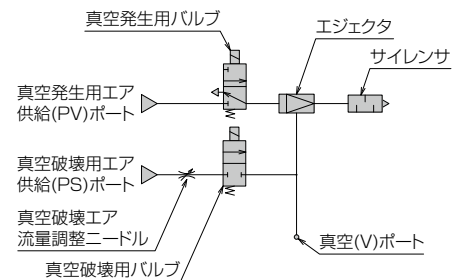 真空発生用バルブ
エジェクタ
サイレンサ
真空発生用エア
供給(PV)ポート
真空破壊用エア
供給(PS)ポート
真空破壊エア
流量調整ニードル
真空(V)ポート
真空破壊用バルブ